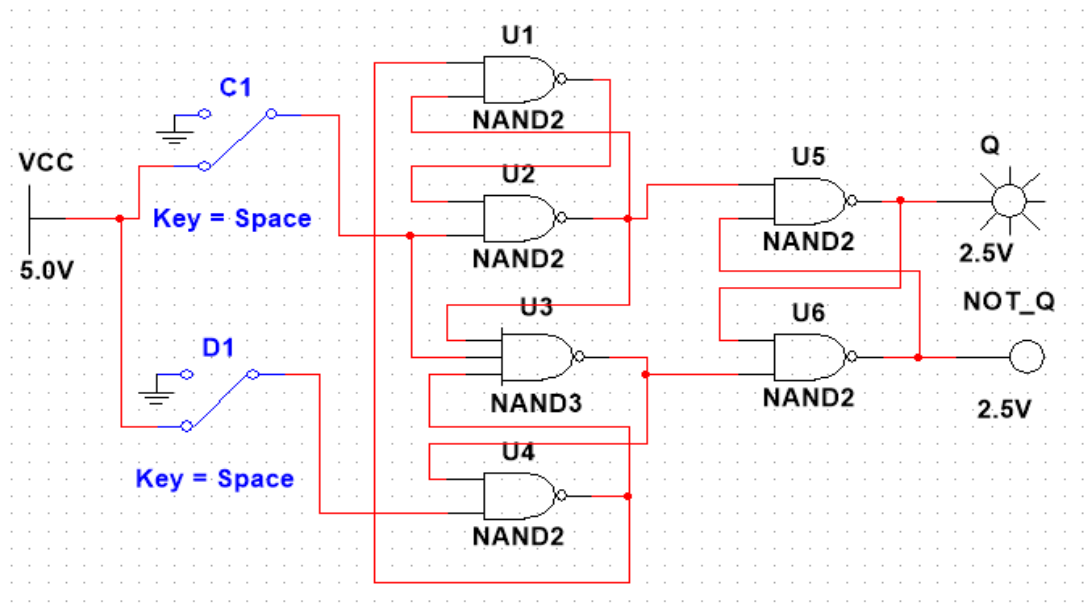 U1
C1
NAND2
VCC
U2
U5
Q
Key = Space
NAND2
2.5V
5.0V
NAND2
U3
U6
NOT_Q
D1
NAND3
NAND2
2.5V
U4
Key = Space
NAND2